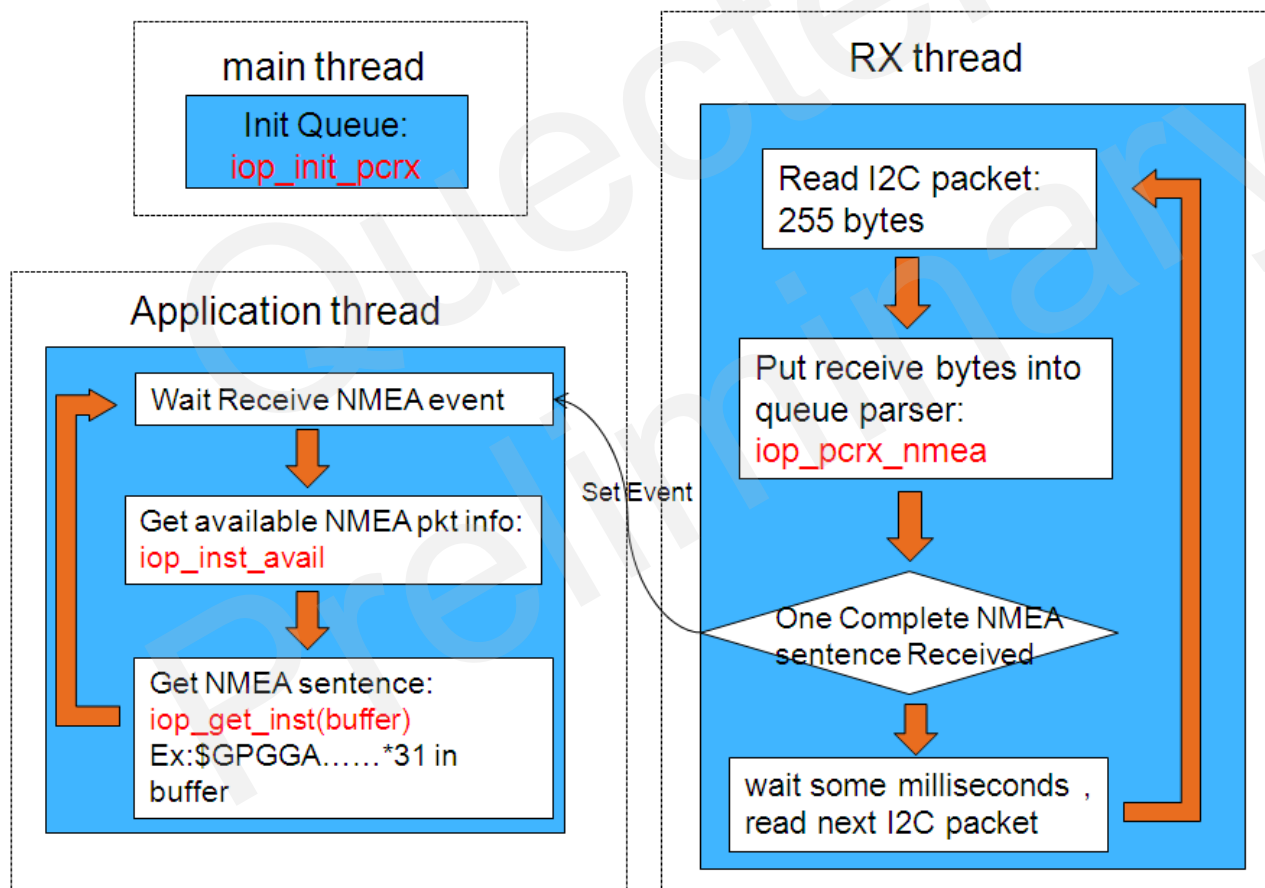 main thread
Init Queue:
iop_init_pcrx
Application thread
Wait Receive NMEA event
Get available NMEA pkt info:
iop_inst_avail
Get NMEA sentence:
iop_get_inst(buffer)
Ex:$GPGGA……*31 in
buffer
Set Event
RX thread
Read I2C packet:
255 bytes
Put receive bytes into
queue parser:
iop_pcrx_nmea
One Complete NMEA
sentence Received
wait some milliseconds ,
read next I2C packet
Quectel
Preliminary